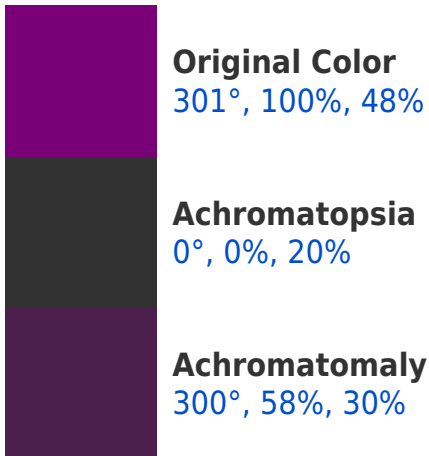 Original Color
301°, 100%, 48%
Achromatopsia
0°, 0%, 20%
Achromatomaly
300°, 58%, 30%